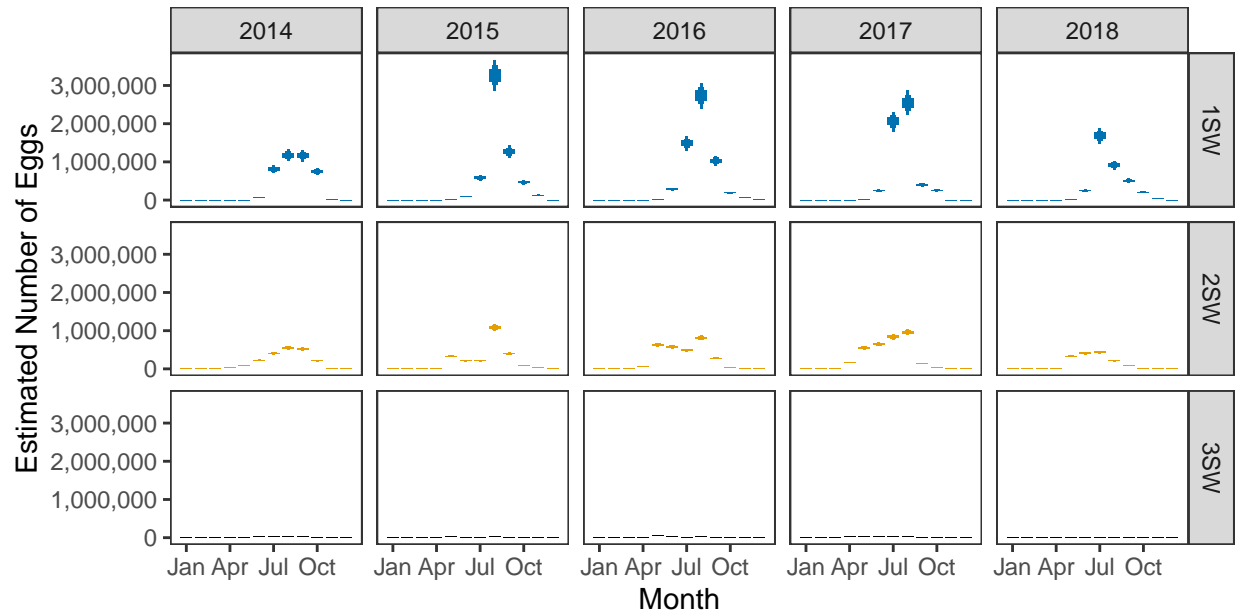 2014 2015 2016 2017 2018
Estimated Number of Eggs
3,000,000
2,000,000
1,000,000
0
1SW
3,000,000
2,000,000
1,000,000
0
2SW
3,000,000
2,000,000
1,000,000
0
3SW
Jan Apr Jul Oct Jan Apr Jul Oct Jan Apr Jul Oct Jan Apr Jul Oct Jan Apr Jul Oct
Month